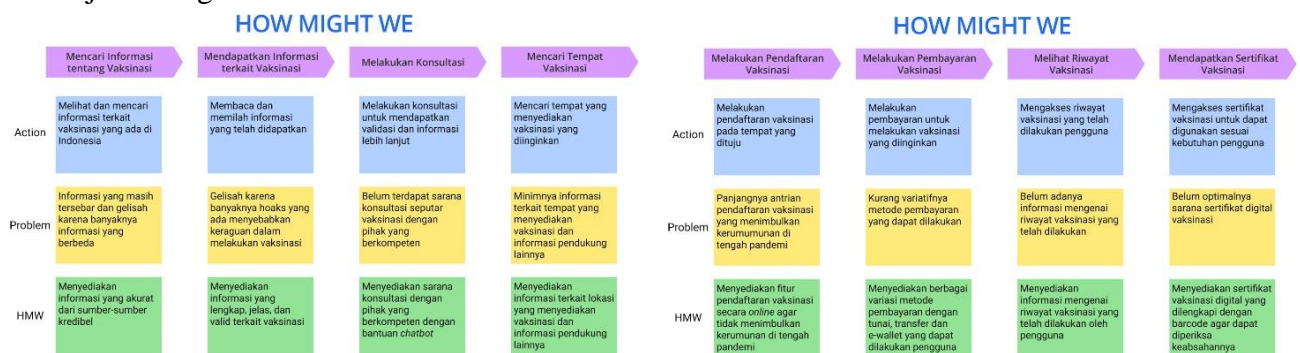 HOW MIGHT WE
Mencari Informasi
tentang Vaksinasi
Mendapatkan Informasi
terkait Vaksinasi
Melakukan Konsultasi
Mencari Tempat
Vaksinasi
Action
Melihat dan mencari
informasi terkait
vaksinasi yang ada di
Indonesia
Membaca dan
memilah informasi
yang telah didapatkan
Melakukan konsultasi
untuk mendapatkan
validasi dan informasi
lebih lanjut
Mencari tempat yang
menyediakan
vaksinasi yang
diinginkan
Problem
Informasi yang masih
tersebar dan gelisah
karena banyaknya
informasi yang
berbeda
Gelisah karena
banyaknya hoaks yang
ada menyebabkan
keraguan dalam
melakukan vaksinasi
Belum terdapat sarana
konsultasi seputar
vaksinasi dengan
pihak yang
berkompeten
Minimnya informasi
terkait tempat yang
menyediakan
vaksinasi dan
informasi pendukung
lainnya
HMW
Menyediakan
informasi yang akurat
dari sumber-sumber
kredibel
Menyediakan
informasi yang
lengkap, jelas, dan
valid terkait vaksinasi
Menyediakan sarana
konsultasi dengan
pihak yang
berkompeten dengan
bantuan chatbot
Menyediakan
informasi terkait lokasi
yang menyediakan
vaksinasi dan
informasi pendukung
lainnya
HOW MIGHT WE
Melakukan Pendaftaran
Vaksinasi
Melakukan Pembayaran
Vaksinasi
Melihat Riwayat
Vaksinasi
Mendapatkan Sertifikat
Vaksinasi
Action
Melakukan
pendaftaran vaksinasi
pada tempat yang
dituju
Melakukan
pembayaran untuk
melakukan vaksinasi
yang diinginkan
Mengakses riwayat
vaksinasi yang telah
dilakukan pengguna
Mengakses sertifikat
vaksinasi untuk dapat
digunakan sesuai
kebutuhan pengguna
Problem
Panjangnya antrian
pendaftaran vaksinasi
yang menimbulkan
kerumumunan di
tengah pandemi
Kurang variatifnya
metode pembayaran
yang dapat dilakukan
Belum adanya
informasi mengenai
riwayat vaksinasi yang
telah dilakukan
Belum optimalnya
sarana sertifikat digital
vaksinasi
HMW
Menyediakan fitur
pendaftaran vaksinasi
secara online agar
tidak menimbulkan
kerumunan di tengah
pandemi
Menyediakan berbagai
variasi metode
pembayaran dengan
tunai, transfer dan
e-wallet yang dapat
dilakukan pengguna
Menyediakan
informasi mengenai
riwayat vaksinasi yang
telah dilakukan oleh
pengguna
Menyediakan sertifikat
vaksinasi digital yang
dilengkapi dengan
barcode agar dapat
diperiksa
keabsahannya